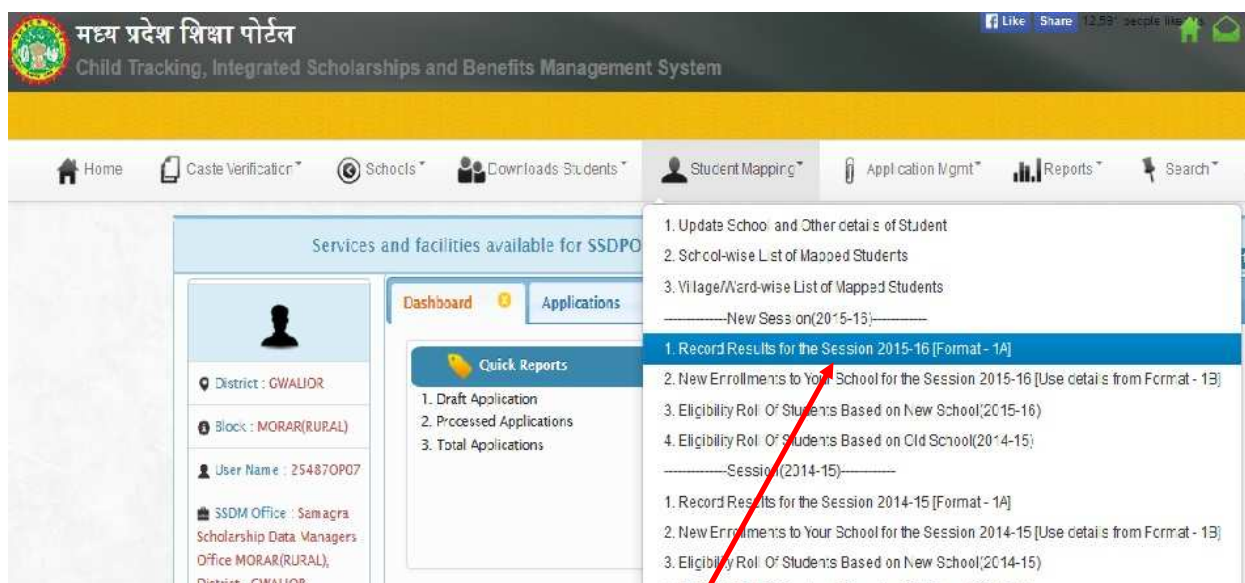 मध्य प्रदेश शिक्षा पोर्टल
Like Share 12,591 people like
Child Tracking, Integrated Scholarships and Benefits Management System
Home Caste Verification Schools Downloads Students Student Mapping Application Mgmt Reports Search
Services and facilities available for SSDPO
Dashboard Applications
Quick Reports
1. Draft Application
2. Processed Applications
3. Total Applications
District : GWALIOR
Block : MORAR(RURAL)
User Name : 254870P07
SSDM Office : Samagra
Scholarship Data Managers
Office MORAR(RURAL),
District : GWALIOR
1. Update School and Other details of Student
2. School-wise List of Mapped Students
3. Village/Ward-wise List of Mapped Students
--------------New Session(2015-16)------------
1. Record Results for the Session 2015-16 [Format - 1A]
2. New Enrollments to Your School for the Session 2015-16 [Use details from Format - 1B]
3. Eligibility Roll Of Students Based on New School(2015-16)
4. Eligibility Roll Of Students Based on Old School(2014-15)
--------------Session(2014-15)------------
1. Record Results for the Session 2014-15 [Format - 1A]
2. New Enrollments to Your School for the Session 2014-15 [Use details from Format - 1B]
3. Eligibility Roll Of Students Based on New School(2014-15)